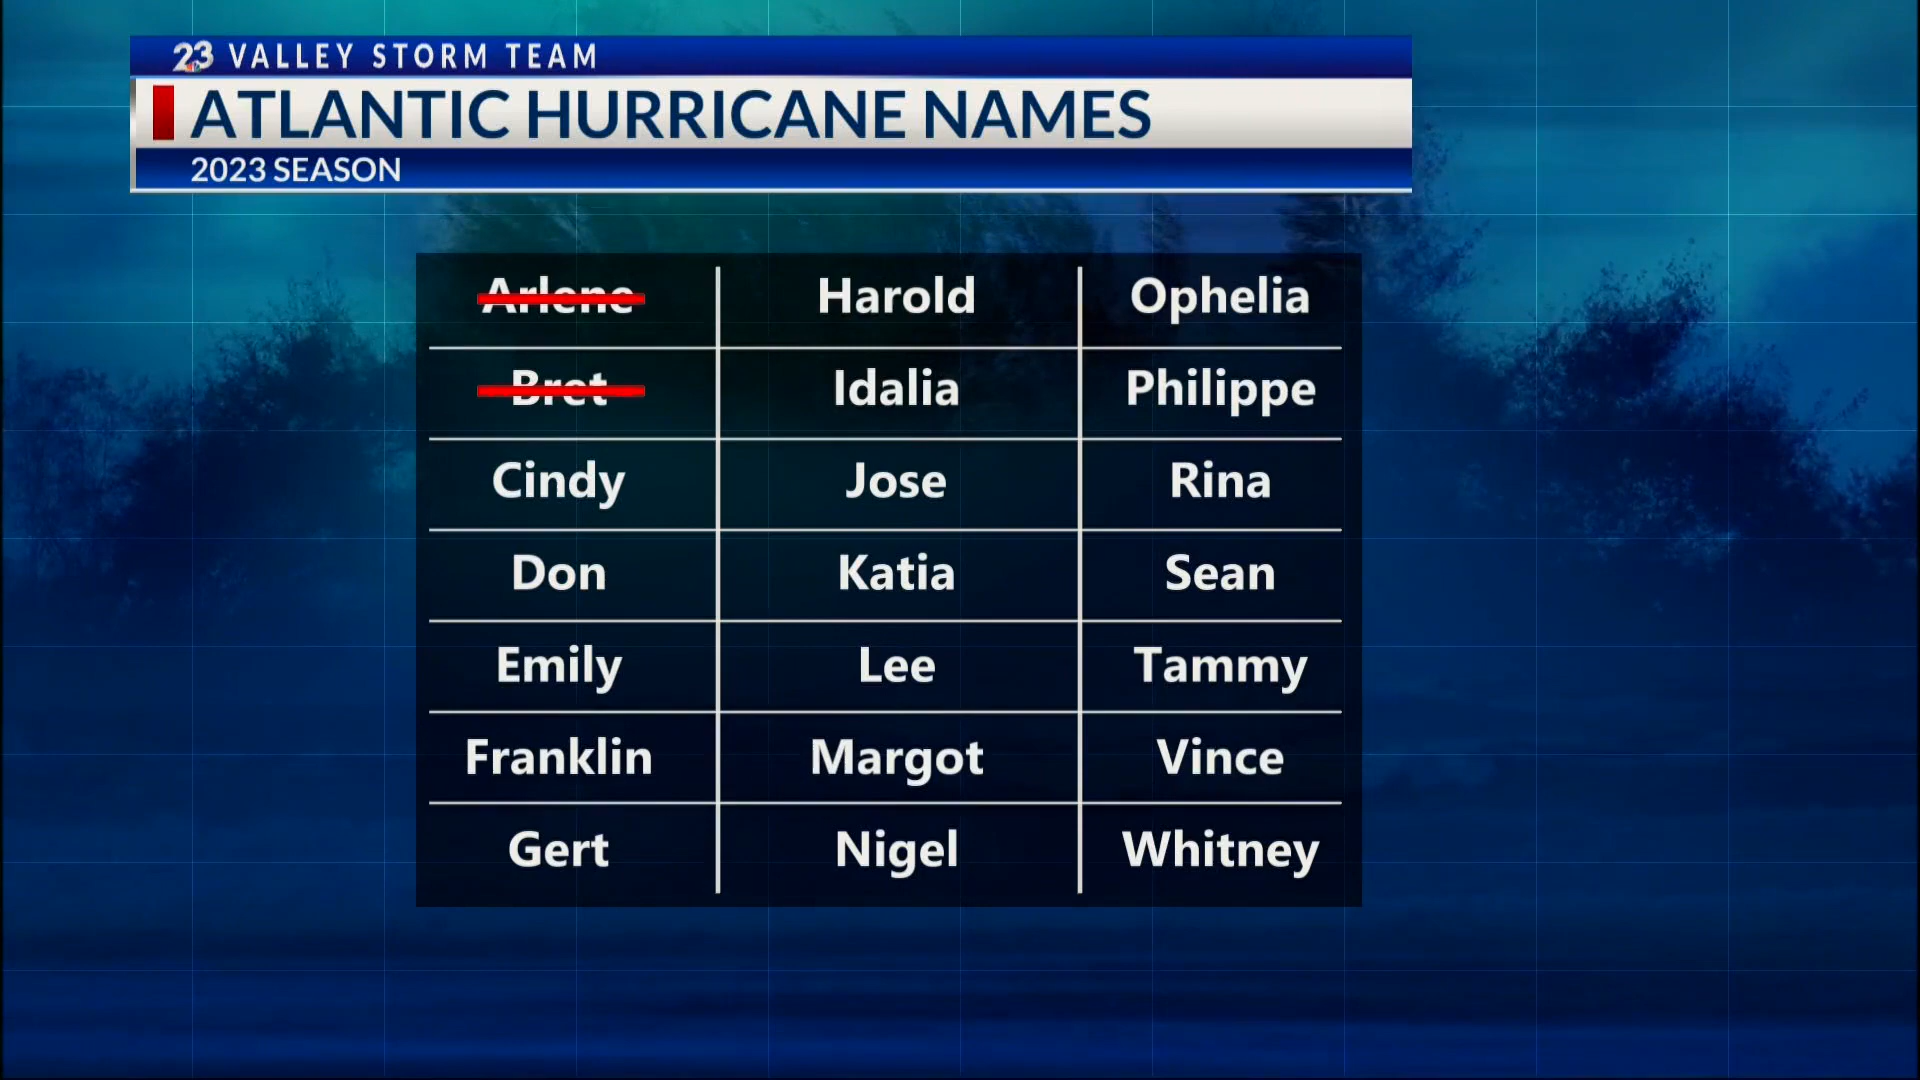 23 VALLEY STORM TEAM
ATLANTIC HURRICANE NAMES
2023 SEASON
Arlene Harold Ophelia
Bret Idalia Philippe
Cindy Jose Rina
Don Katia Sean
Emily Lee Tammy
Franklin Margot Vince
Gert Nigel Whitney